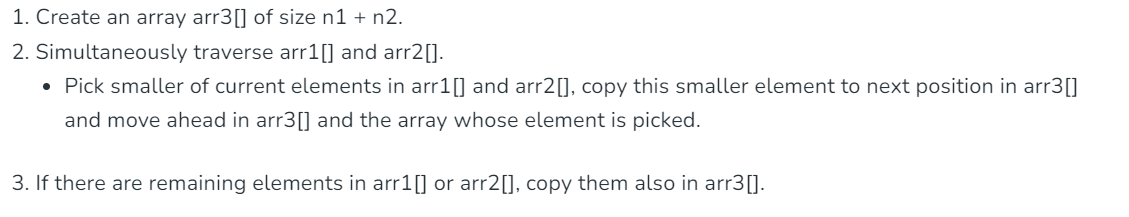 1. Create an array arr3[] of size n1 + n2.
2. Simultaneously traverse arr1[] and arr2[].
• Pick smaller of current elements in arr1[] and arr2[], copy this smaller element to next position in arr3[]
and move ahead in arr3[] and the array whose element is picked.
3. If there are remaining elements in arr1[] or arr2[], copy them also in arr3[].